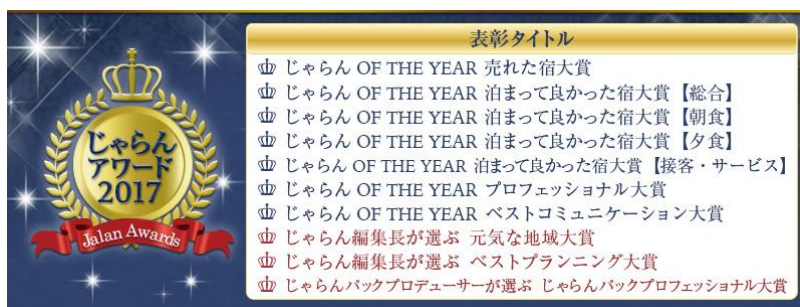 じゃらん
アワード
2017
Jalan Awards
表彰タイトル
じゃらん OF THE YEAR 売れた宿大賞
じゃらん OF THE YEAR 泊まって良かった宿大賞【総合】
じゃらん OF THE YEAR 泊まって良かった宿大賞【朝食】
じゃらん OF THE YEAR 泊まって良かった宿大賞【夕食】
じゃらん OF THE YEAR 泊まって良かった宿大賞【接客・サービス】
じゃらん OF THE YEAR プロフェッショナル大賞
じゃらん OF THE YEAR ベストコミュニケーション大賞
じゃらん編集長が選ぶ 元気な地域大賞
じゃらん編集長が選ぶ ベストプランニング大賞
じゃらんパックプロデューサーが選ぶ じゃらんパックプロフェッショナル大賞